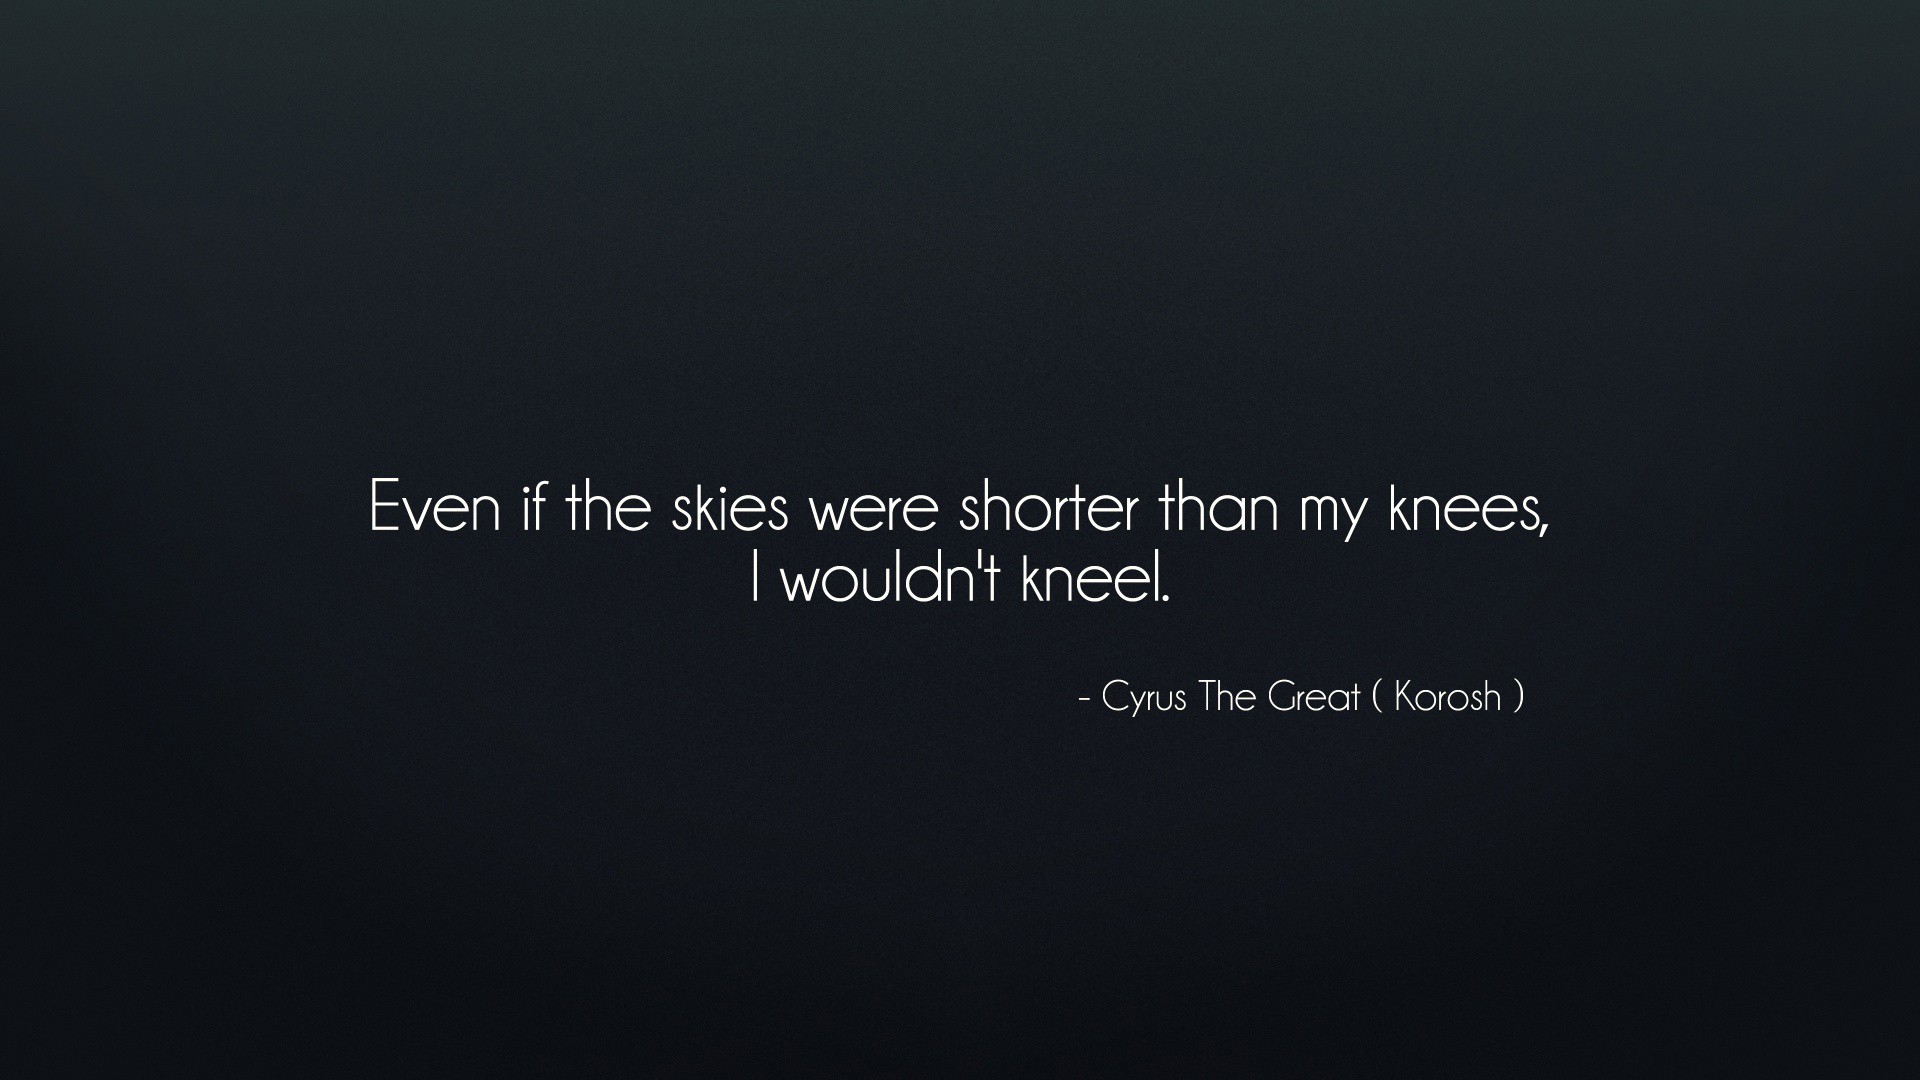 Even if the skies were shorter than my knees,
I wouldn't kneel.
- Cyrus The Great ( Korosh )